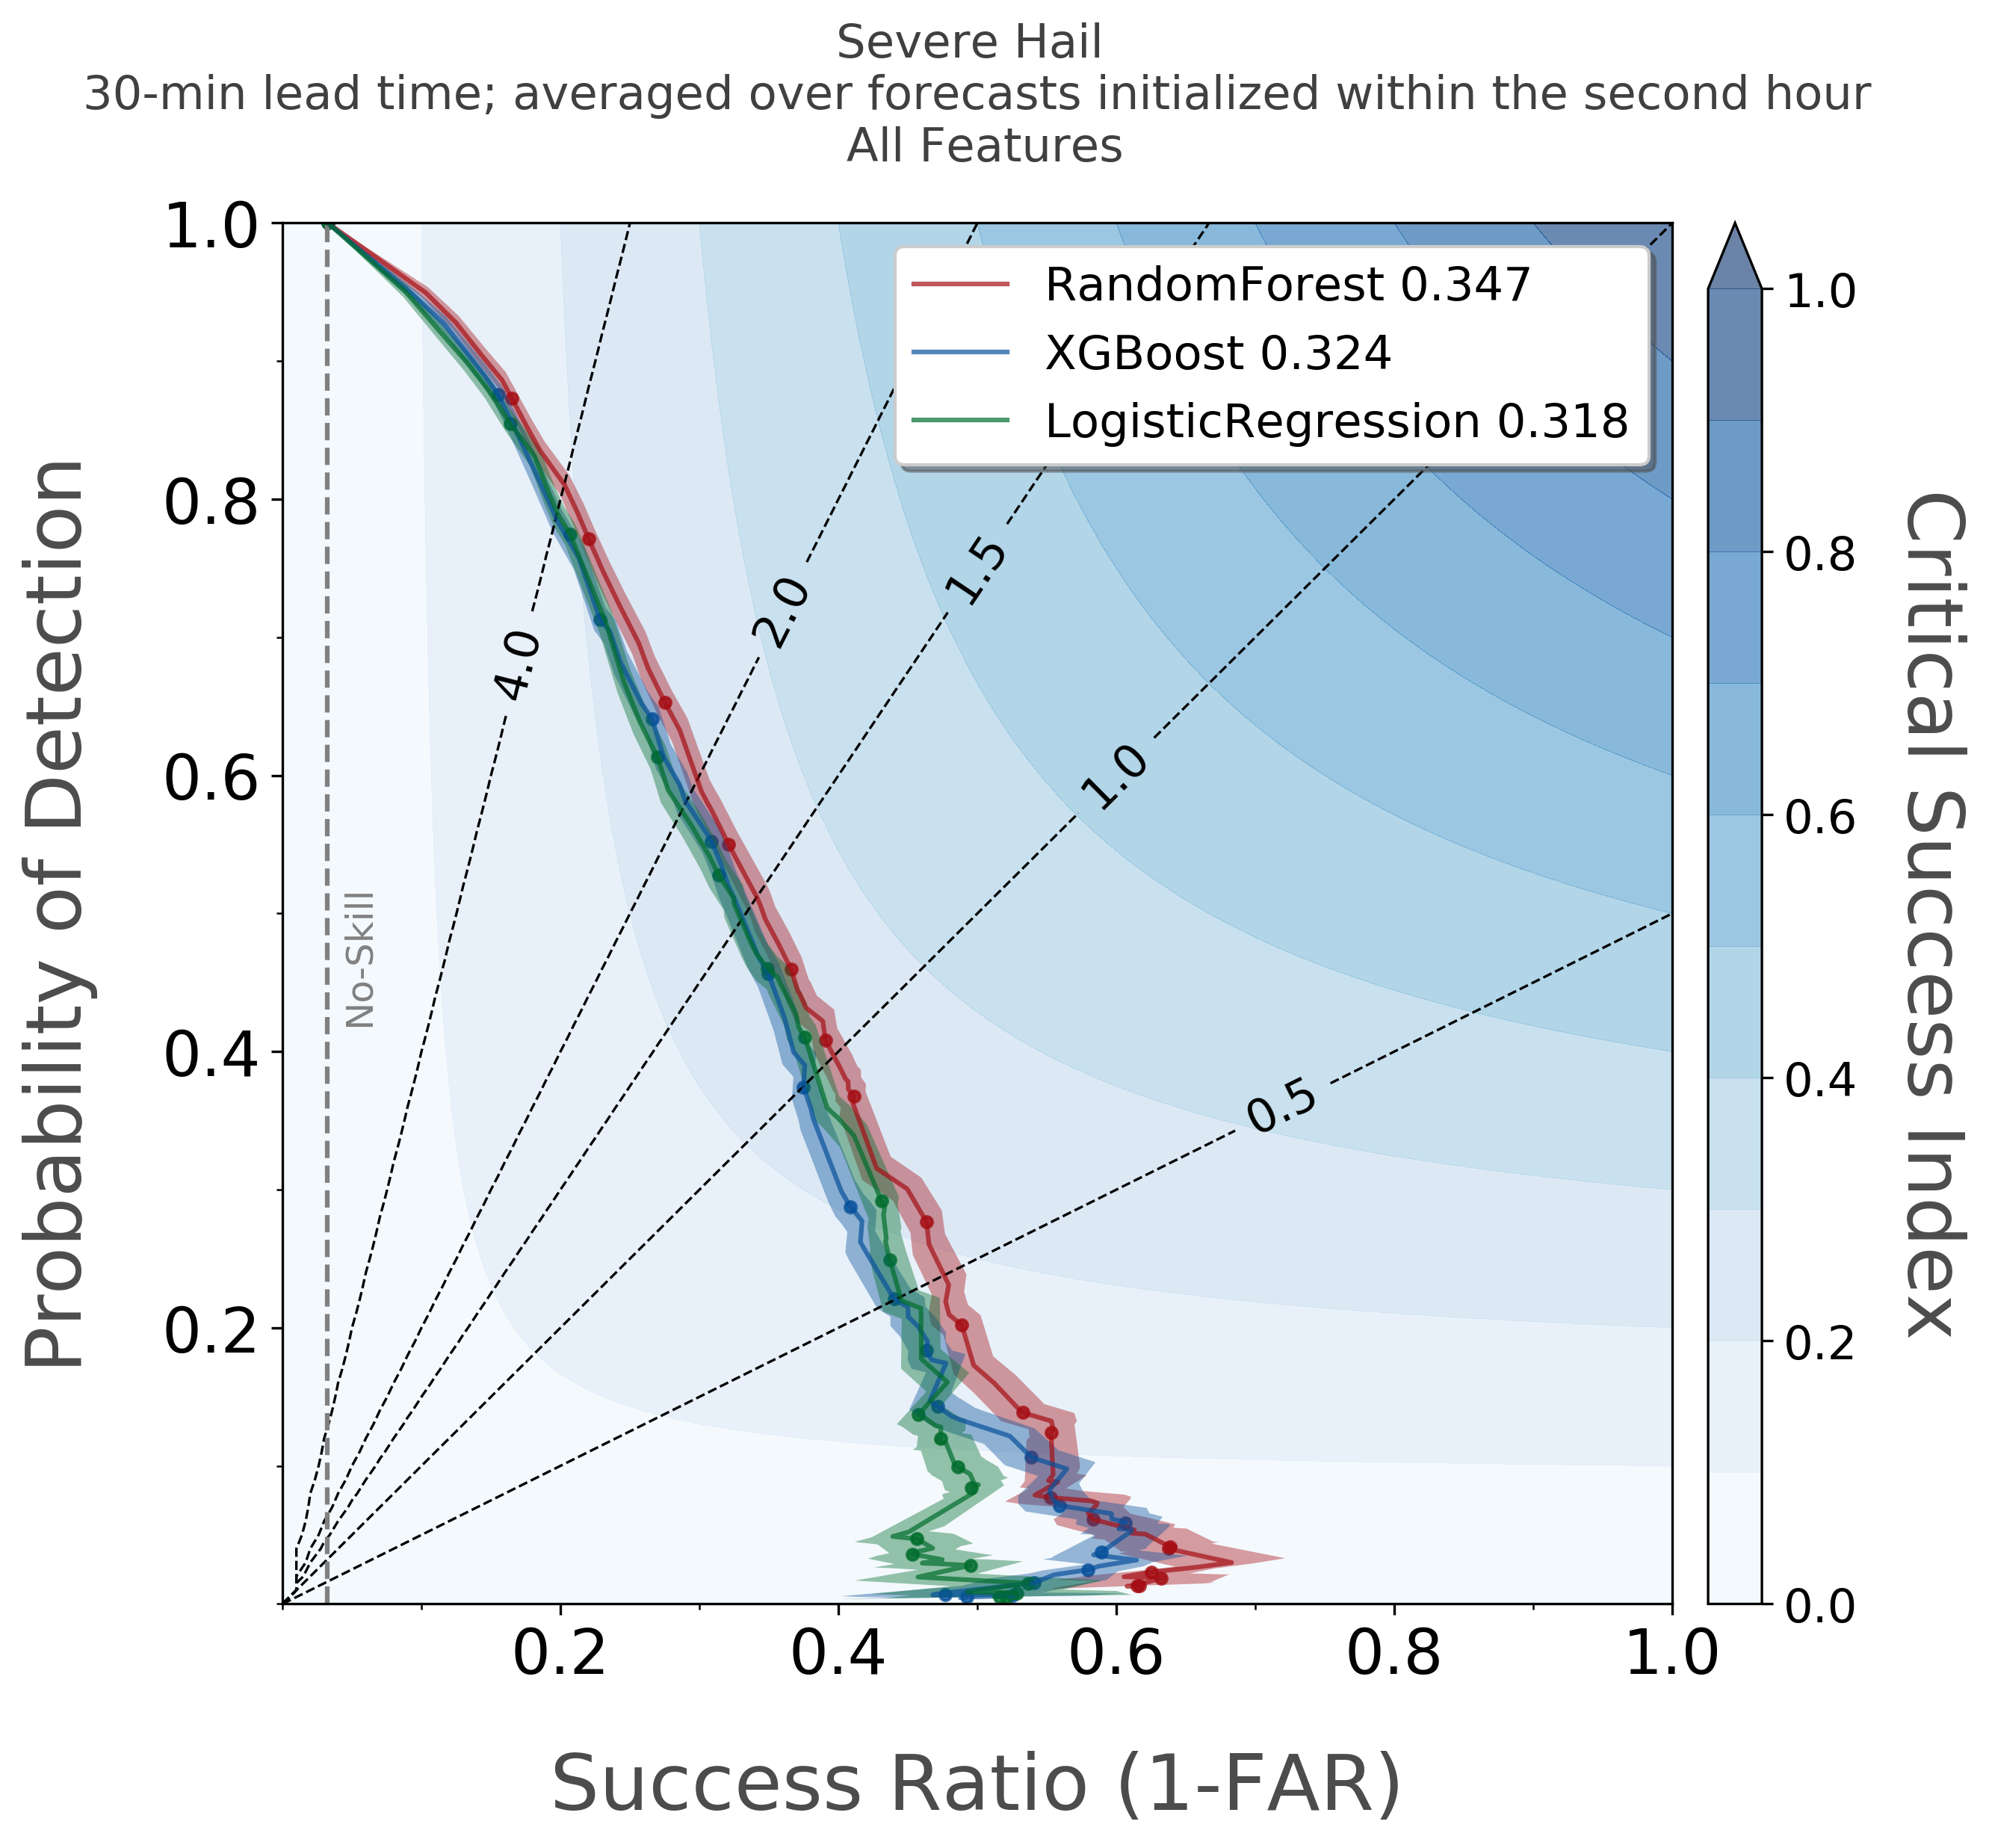 Severe Hail
30-min lead time; averaged over forecasts initialized within the second hour
All Features
RandomForest 0.347
XGBoost 0.324
LogisticRegression 0.318
Probability of Detection
1.0
0.8
0.6
0.4
0.2
No-Skill
4.0
2.0
1.5
1.0
0.5
0.2
0.4
0.6
0.8
1.0
Success Ratio (1-FAR)
1.0
0.8
0.6
0.4
0.2
0.0
Critical Success Index